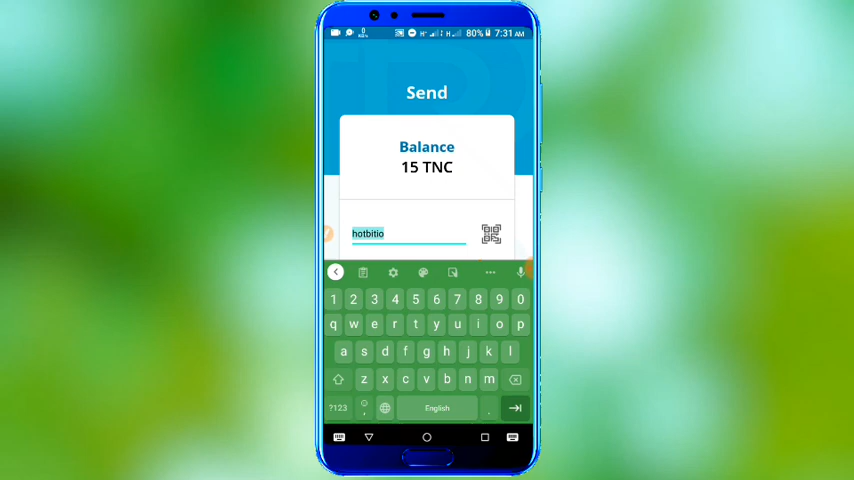 0
K/s
H+
H
80%
7:31 AM
Send
Balance
15 TNC
hotbitio
1 2 3 4 5 6 7 8 9 0
q w e r t y u i o p
a s d f g h j k l
z x c v b n m
?123 , English .